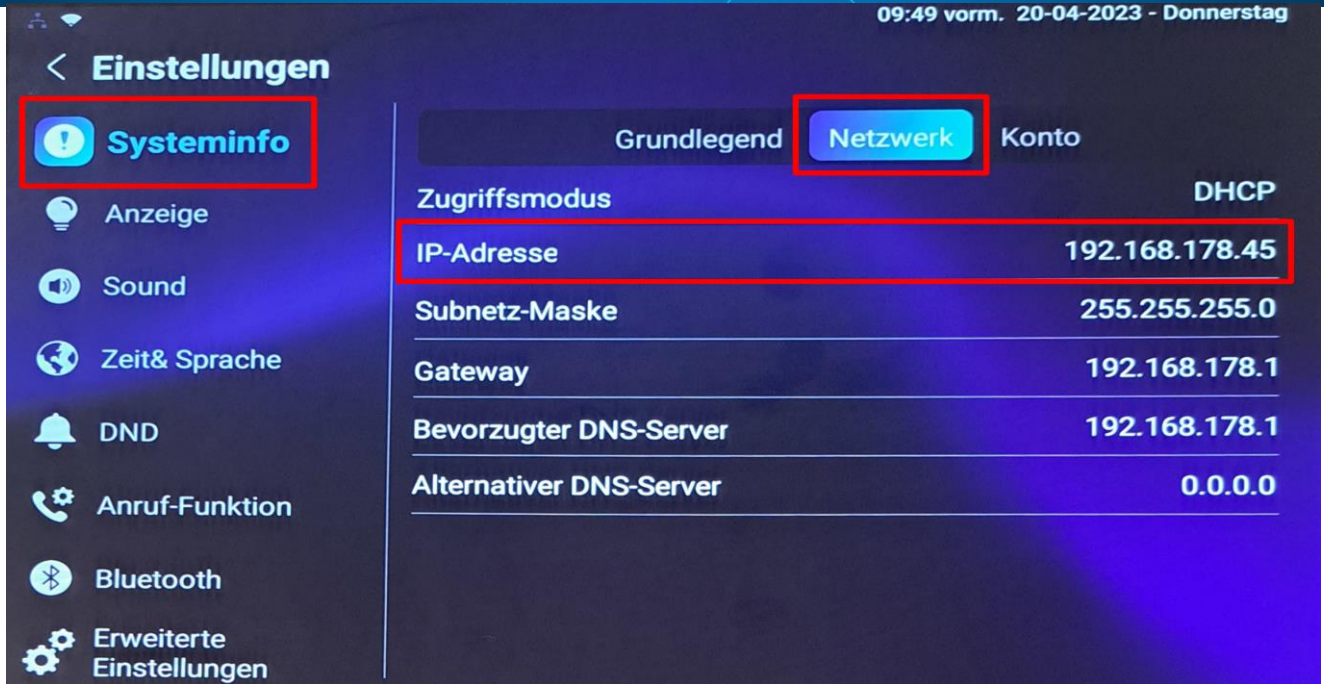 09:49 vorm. 20-04-2023 - Donnerstag
< Einstellungen
Systeminfo
Anzeige
Sound
Zeit& Sprache
DND
Anruf-Funktion
Bluetooth
Erweiterte
Einstellungen
Grundlegend Netzwerk Konto
Zugriffsmodus DHCP
IP-Adresse 192.168.178.45
Subnetz-Maske 255.255.255.0
Gateway 192.168.178.1
Bevorzugter DNS-Server 192.168.178.1
Alternativer DNS-Server 0.0.0.0